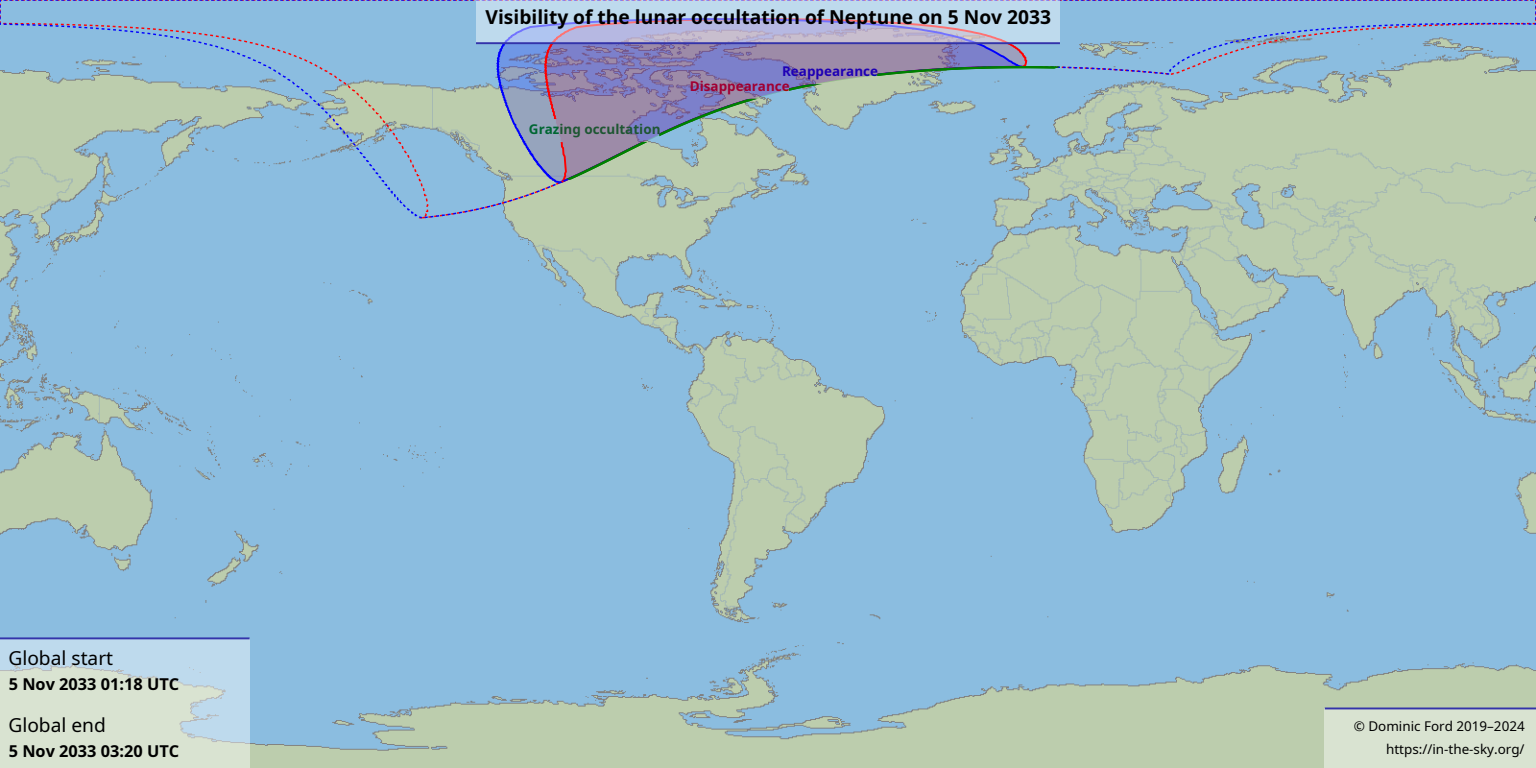 Visibility of the lunar occultation of Neptune on 5 Nov 2033
Reappearance
Disappearance
Grazing occultation
Global start
5 Nov 2033 01:18 UTC
Global end
5 Nov 2033 03:20 UTC
© Dominic Ford 2019–2024
https://in-the-sky.org/